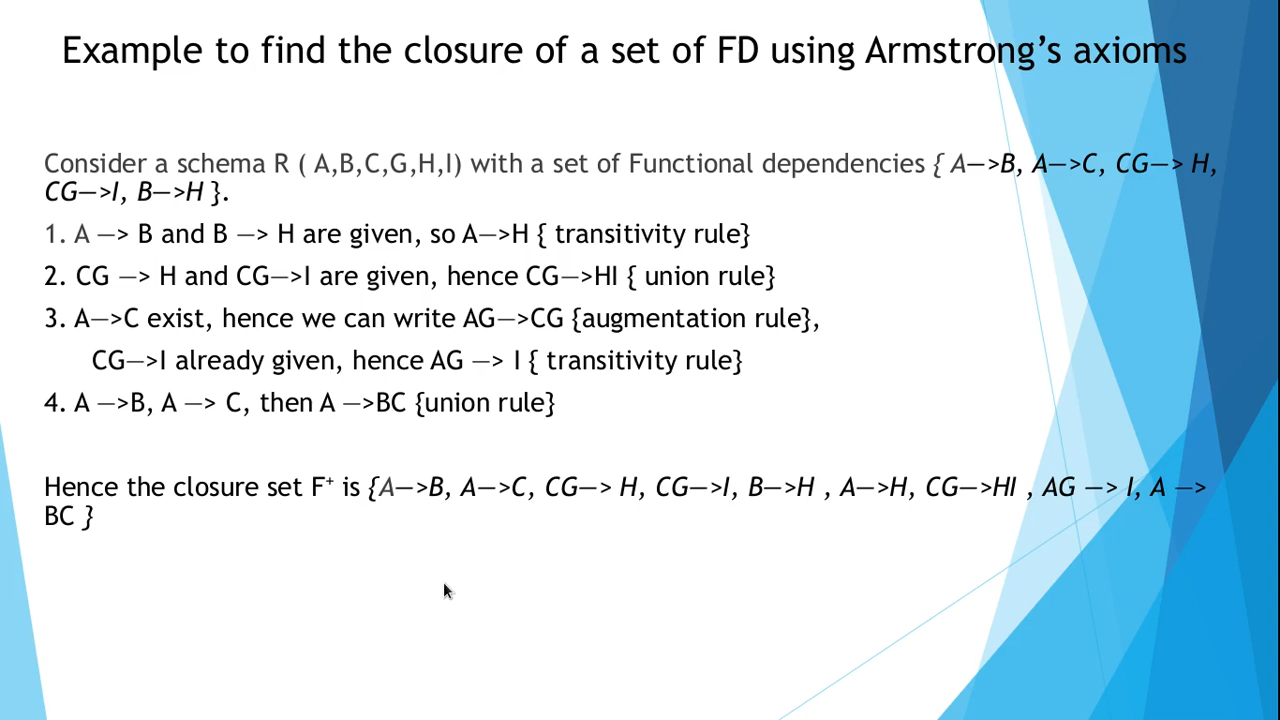 Example to find the closure of a set of FD using Armstrong’s axioms
Consider a schema R ( A,B,C,G,H,I) with a set of Functional dependencies { A—>B, A—>C, CG—> H,
CG—>I, B—>H }.
1. A —> B and B —> H are given, so A—>H { transitivity rule}
2. CG —> H and CG—>I are given, hence CG—>HI { union rule}
3. A—>C exist, hence we can write AG—>CG {augmentation rule},
CG—>I already given, hence AG —> I { transitivity rule}
4. A —>B, A —> C, then A —>BC {union rule}
Hence the closure set F⁺ is {A—>B, A—>C, CG—> H, CG—>I, B—>H , A—>H, CG—>HI , AG —> I, A —>
BC }